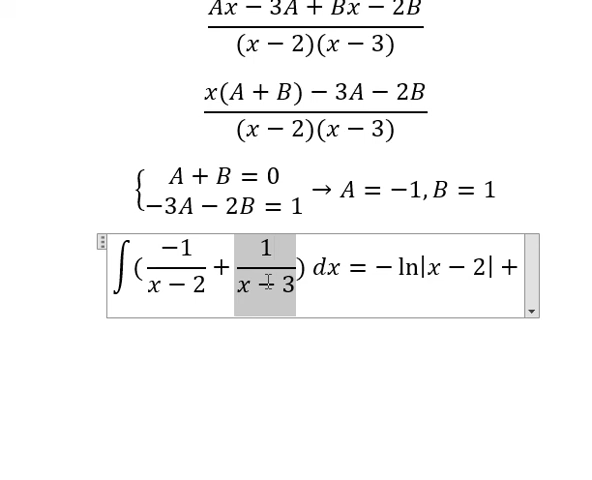 Ax − 3A + Bx − 2B
(x − 2)(x − 3)
x(A + B) − 3A − 2B
(x − 2)(x − 3)
{ A + B = 0
−3A − 2B = 1 → A = −1, B = 1
∫ ( −1/(x − 2) + 1/(x − 3) ) dx = − ln|x − 2| +